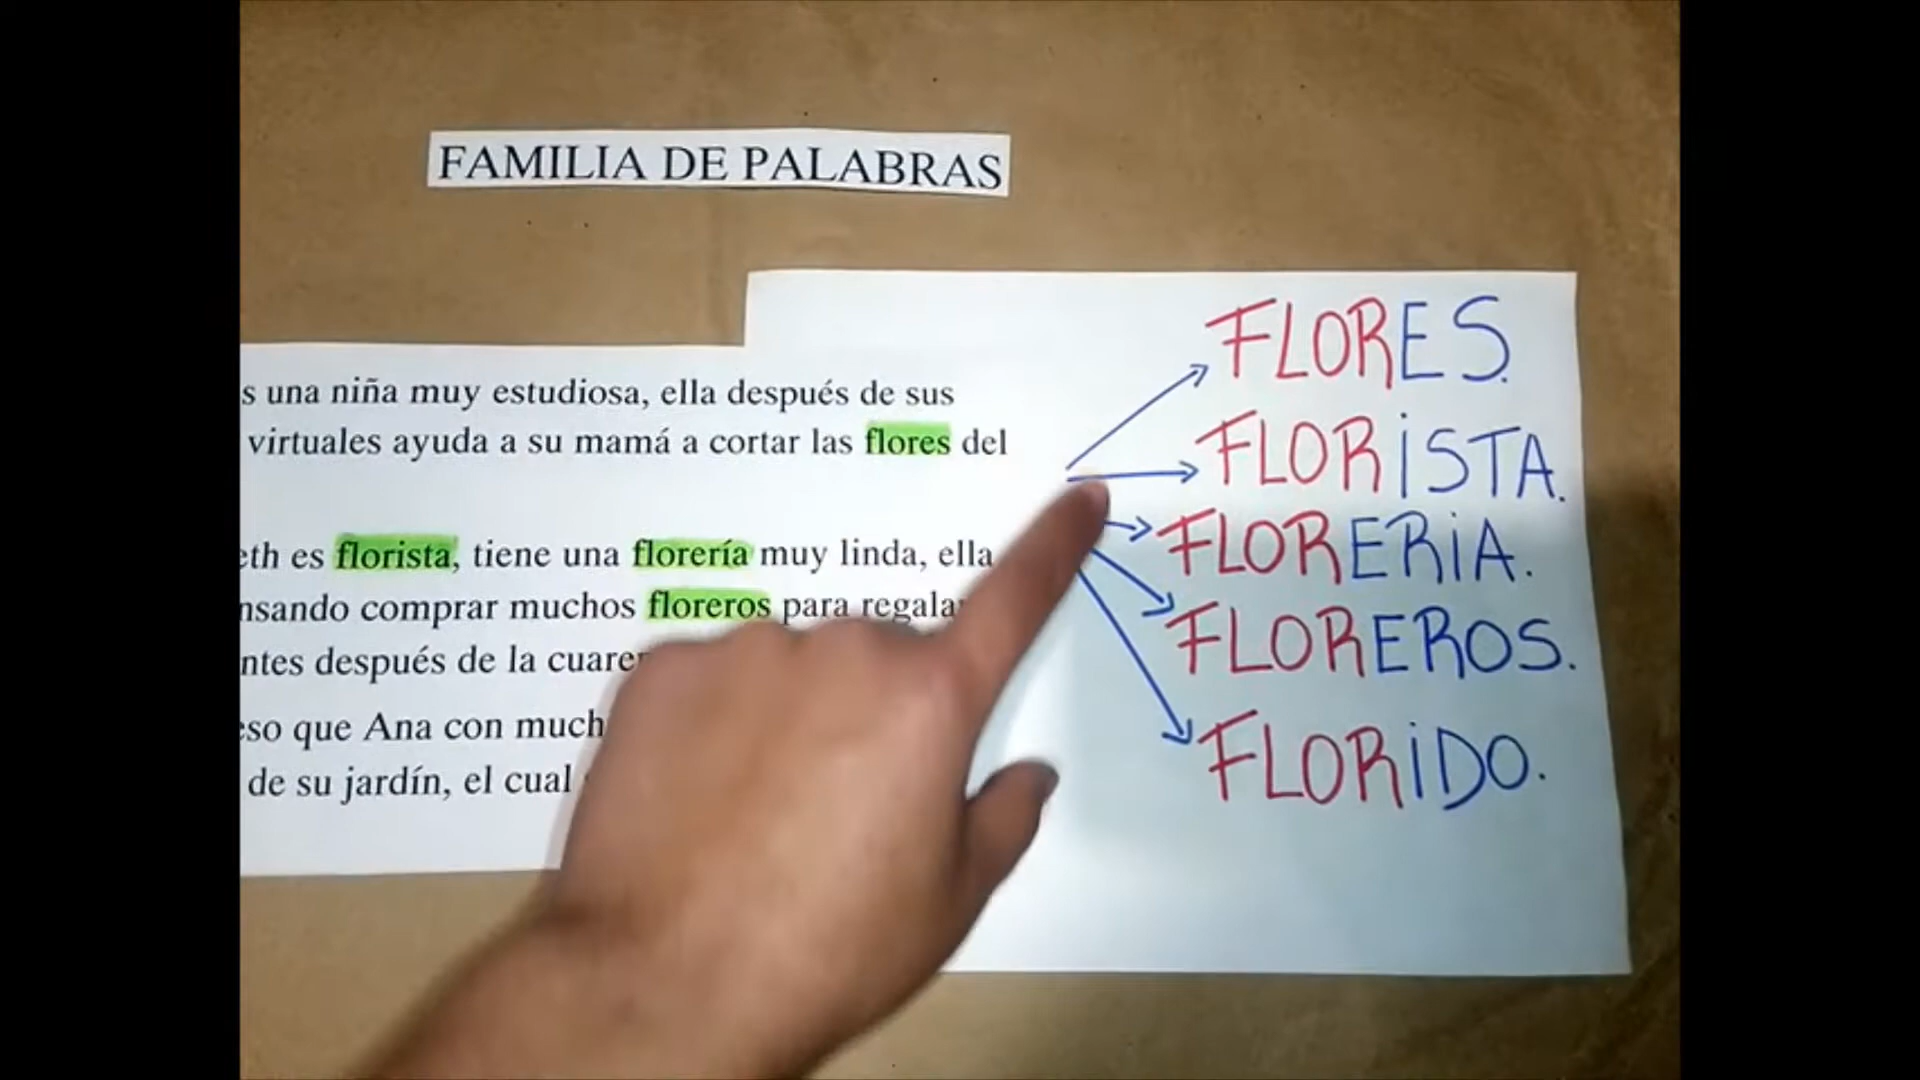 FAMILIA DE PALABRAS
s una niña muy estudiosa, ella después de sus
virtuales ayuda a su mamá a cortar las flores del
eth es florista, tiene una florería muy linda, ella
nsando comprar muchos floreros para regala
ntes después de la cuare
eso que Ana con much
de su jardín, el cual
FLORES.
FLORiSTA.
FLORERiA.
FLOREROS.
FLORiDO.